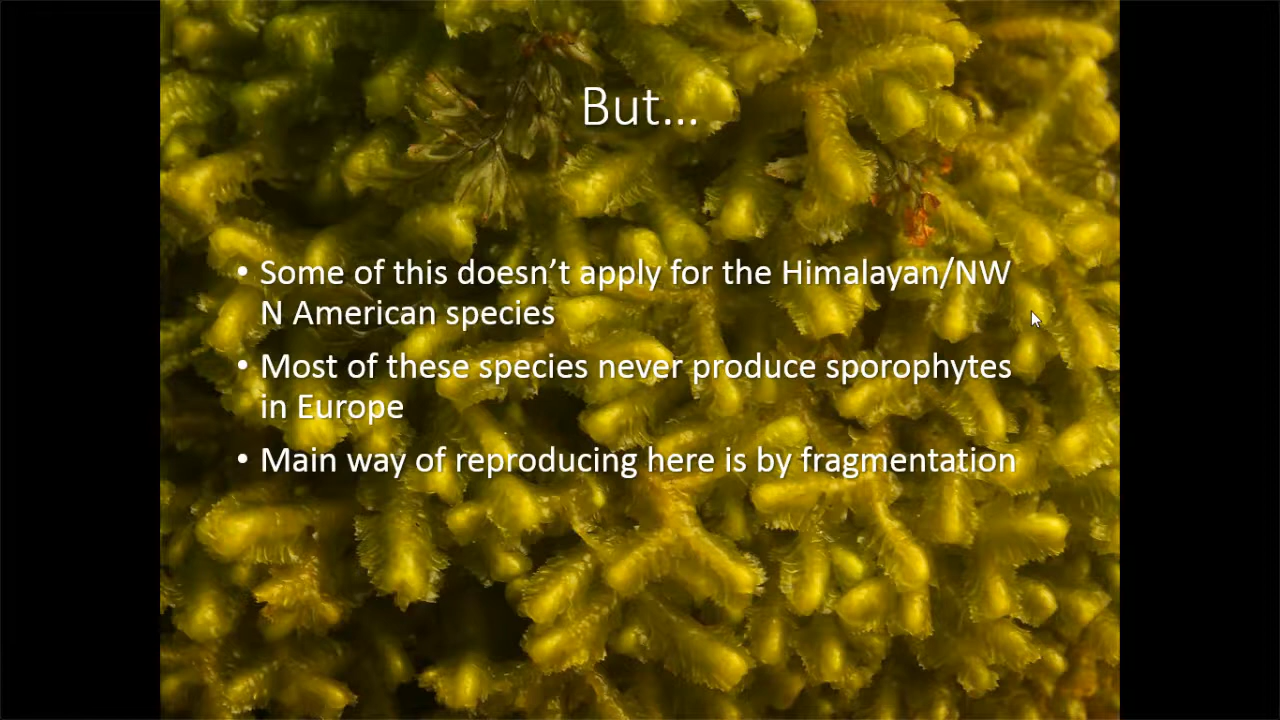 But...
• Some of this doesn’t apply for the Himalayan/NW
N American species
• Most of these species never produce sporophytes
in Europe
• Main way of reproducing here is by fragmentation